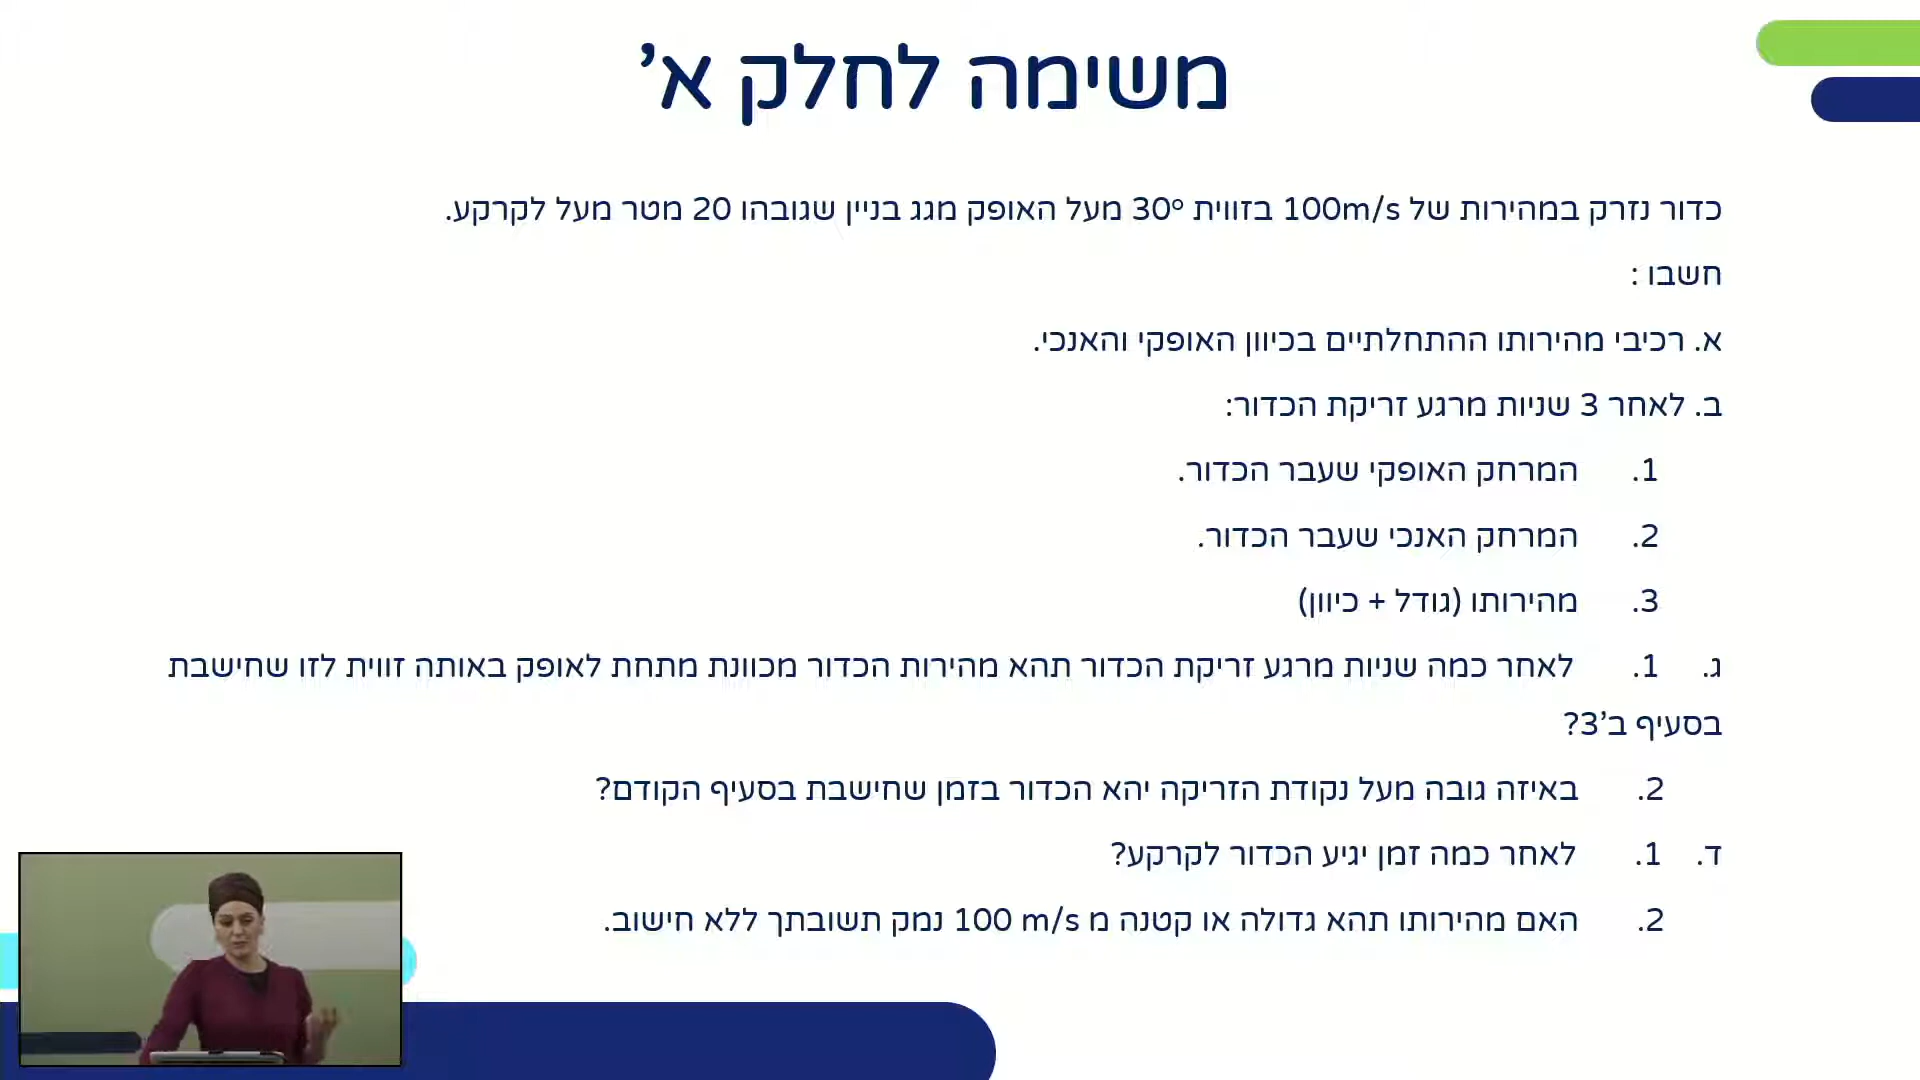 משימה לחלק א'
כדור נזרק במהירות של 100m/s בזווית 30° מעל האופק מגג בניין שגובהו 20 מטר מעל לקרקע.
חשבו :
א. רכיבי מהירותו ההתחלתיים בכיוון האופקי והאנכי.
ב. לאחר 3 שניות מרגע זריקת הכדור:
1. המרחק האופקי שעבר הכדור.
2. המרחק האנכי שעבר הכדור.
3. מהירותו (גודל + כיוון)
ג. 1. לאחר כמה שניות מרגע זריקת הכדור תהא מהירות הכדור מכוונת מתחת לאופק באותה זווית לזו שחישבת
בסעיף ב'3?
2. באיזה גובה מעל נקודת הזריקה יהא הכדור בזמן שחישבת בסעיף הקודם?
ד. 1. לאחר כמה זמן יגיע הכדור לקרקע?
2. האם מהירותו תהא גדולה או קטנה מ 100 m/s נמק תשובתך ללא חישוב.